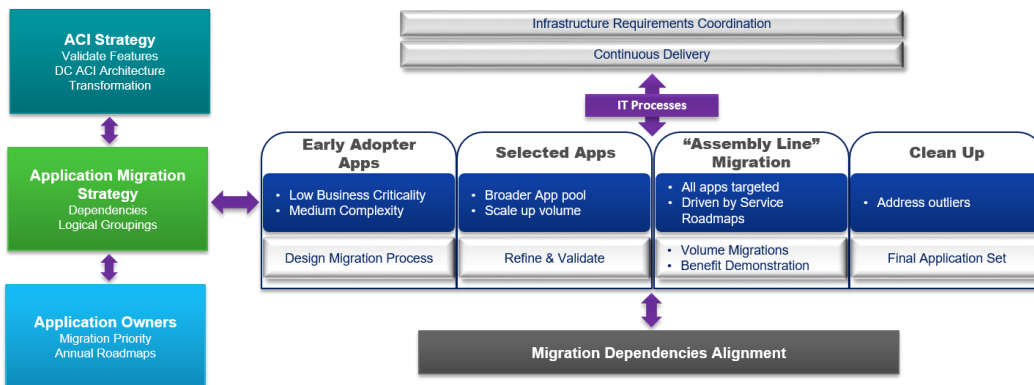 Infrastructure Requirements Coordination
Continuous Delivery
IT Processes
ACI Strategy
Validate Features
DC ACI Architecture
Transformation
Application Migration
Strategy
Dependencies
Logical Groupings
Application Owners
Migration Priority
Annual Roadmaps
Early Adopter
Apps
• Low Business Criticality
• Medium Complexity
Design Migration Process
Selected Apps
• Broader App pool
• Scale up volume
Refine & Validate
“Assembly Line”
Migration
• All apps targeted
• Driven by Service
Roadmaps
• Volume Migrations
• Benefit Demonstration
Clean Up
• Address outliers
Final Application Set
Migration Dependencies Alignment